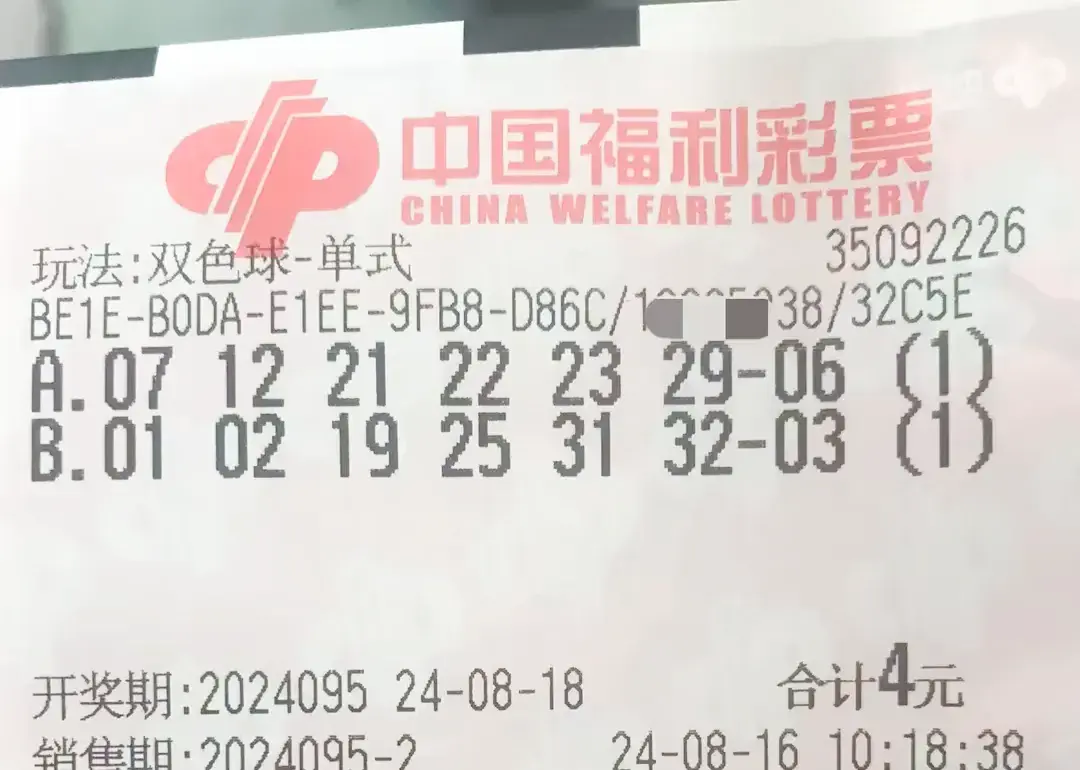 中国福利彩票
CHINA WELFARE LOTTERY
35092226
玩法:双色球-单式
BE1E-B0DA-E1EE-9FB8-D86C/1 38/32C5E
A.07 12 21 22 23 29-06 (1)
B.01 02 19 25 31 32-03 (1)
开奖期:2024095 24-08-18 合计4元
销售期:2024095-2 24-08-16 10:18:38